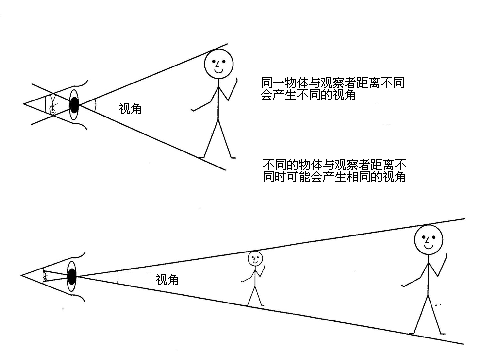 视角
同一物体与观察者距离不同
会产生不同的视角
不同的物体与观察者距离不
同时可能会产生相同的视角
视角